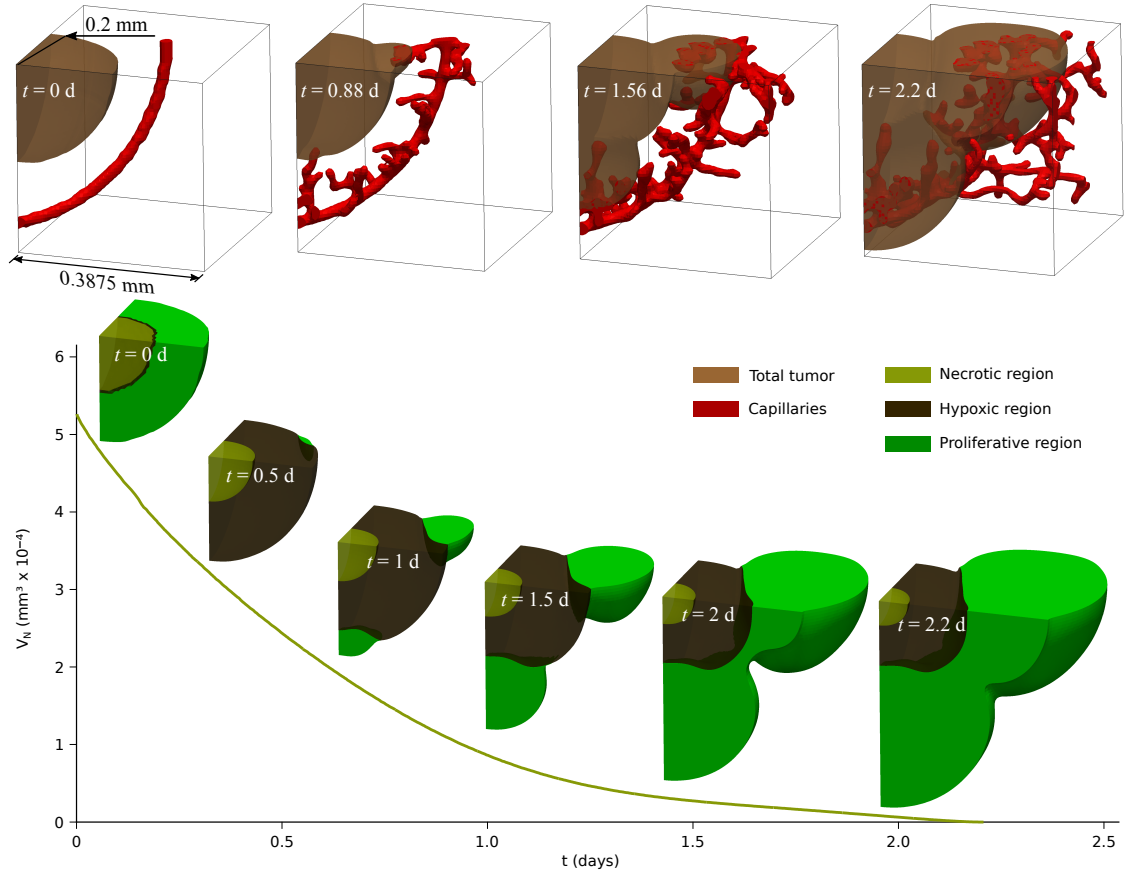 0.2 mm
t = 0 d
t = 0.88 d
t = 1.56 d
t = 2.2 d
0.3875 mm
t = 0 d
t = 0.5 d
t = 1 d
t = 1.5 d
t = 2 d
t = 2.2 d
Total tumor
Capillaries
Necrotic region
Hypoxic region
Proliferative region
6
5
4
3
2
1
0
V_N (mm³ x 10⁻⁴)
0
0.5
1.0
1.5
2.0
2.5
t (days)